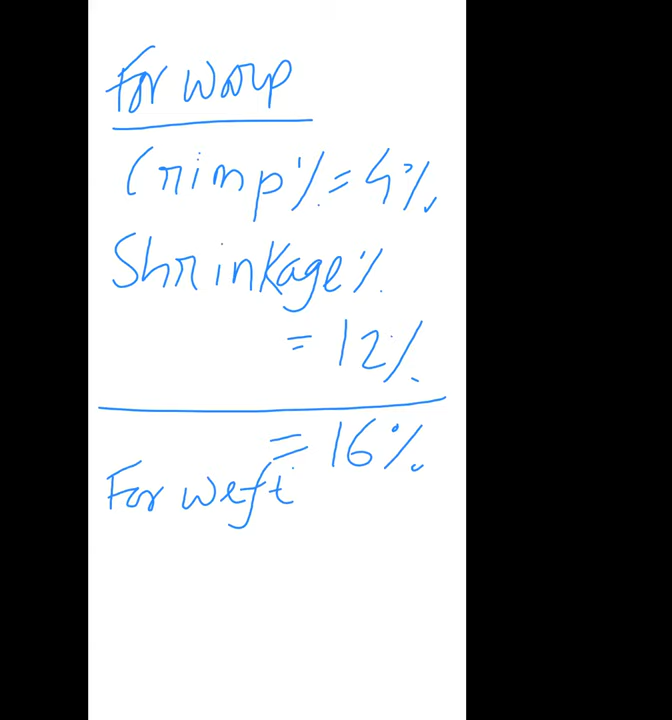 For warp
Crimp% = 4%
Shrinkage%
= 12%
= 16%
For weft